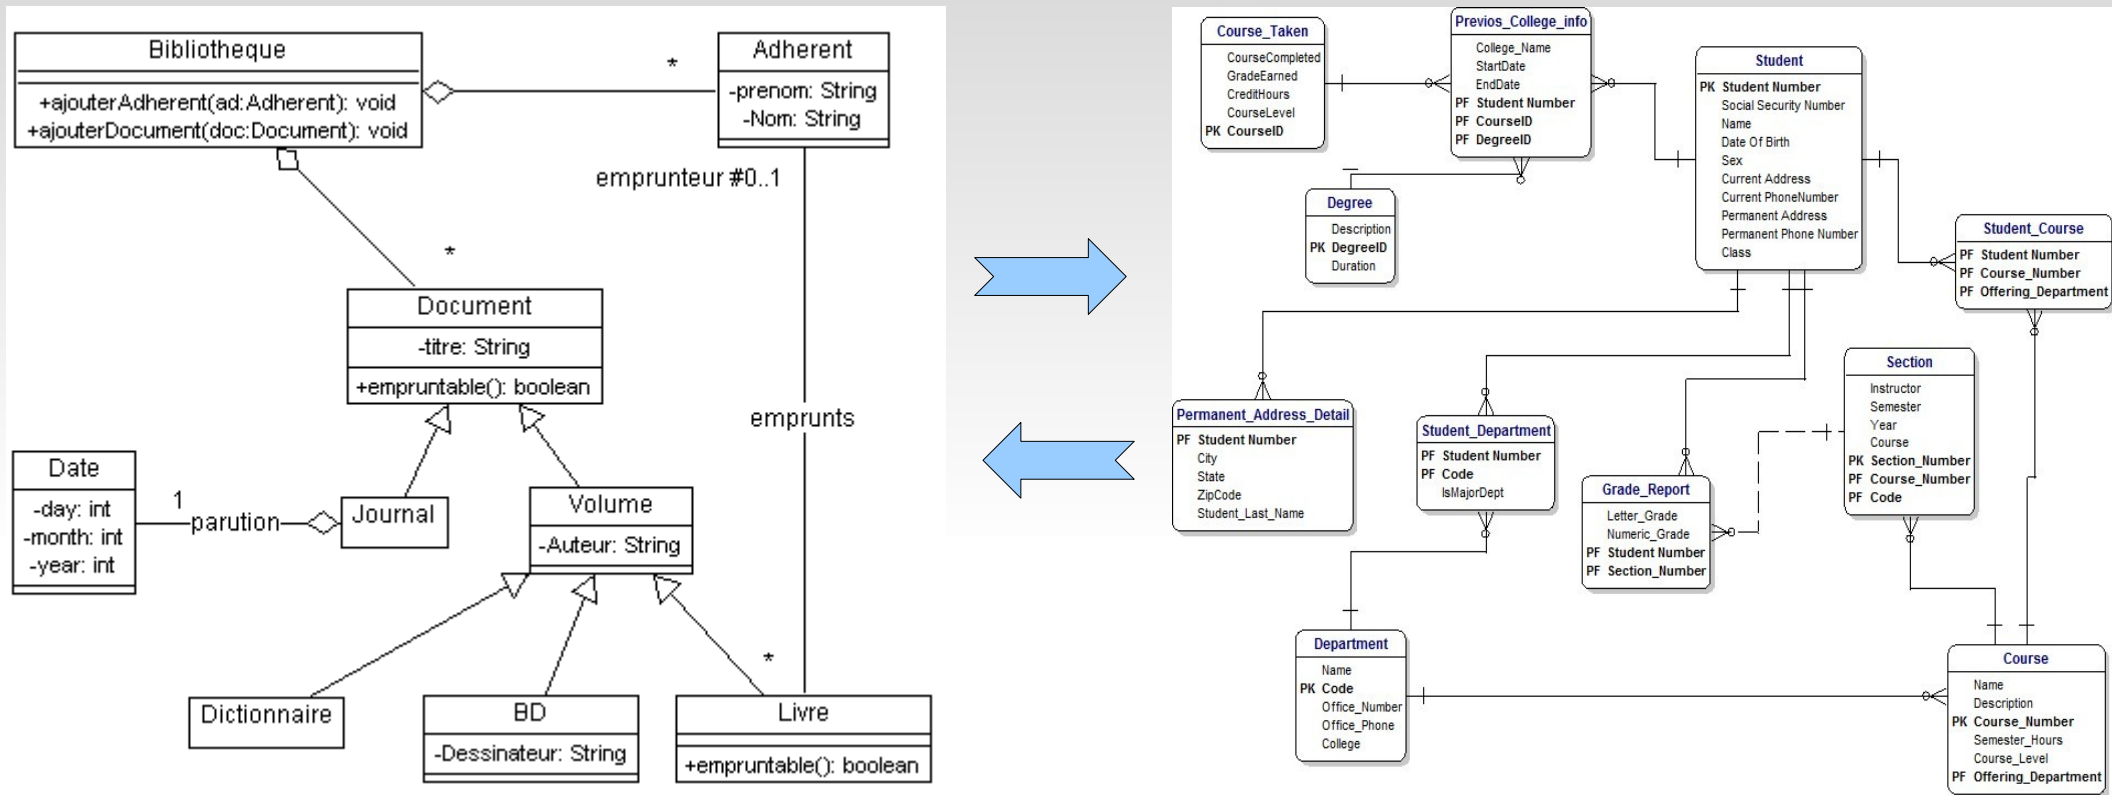 Bibliotheque
+ajouterAdherent(ad:Adherent): void
+ajouterDocument(doc:Document): void
*
Adherent
-prenom: String
-Nom: String
emprunteur #0..1
*
Document
-titre: String
+empruntable(): boolean
emprunts
Date
-day: int
-month: int
-year: int
1
parution
Journal
Volume
-Auteur: String
*
Dictionnaire
BD
-Dessinateur: String
Livre
+empruntable(): boolean
Course_Taken
CourseCompleted
GradeEarned
CreditHours
CourseLevel
PK CourseID
Previos_College_info
College_Name
StartDate
EndDate
PF Student Number
PF CourseID
PF DegreeID
Student
PK Student Number
Social Security Number
Name
Date Of Birth
Sex
Current Address
Current PhoneNumber
Permanent Address
Permanent Phone Number
Class
Degree
Description
PK DegreeID
Duration
Student_Course
PF Student Number
PF Course_Number
PF Offering_Department
Permanent_Address_Detail
PF Student Number
City
State
ZipCode
Student_Last_Name
Student_Department
PF Student Number
PF Code
IsMajorDept
Section
Instructor
Semester
Year
Course
PK Section_Number
PF Course_Number
PF Code
Grade_Report
Letter_Grade
Numeric_Grade
PF Student Number
PF Section_Number
Department
Name
PK Code
Office_Number
Office_Phone
College
Course
Name
Description
PK Course_Number
Semester_Hours
Course_Level
PF Offering_Department